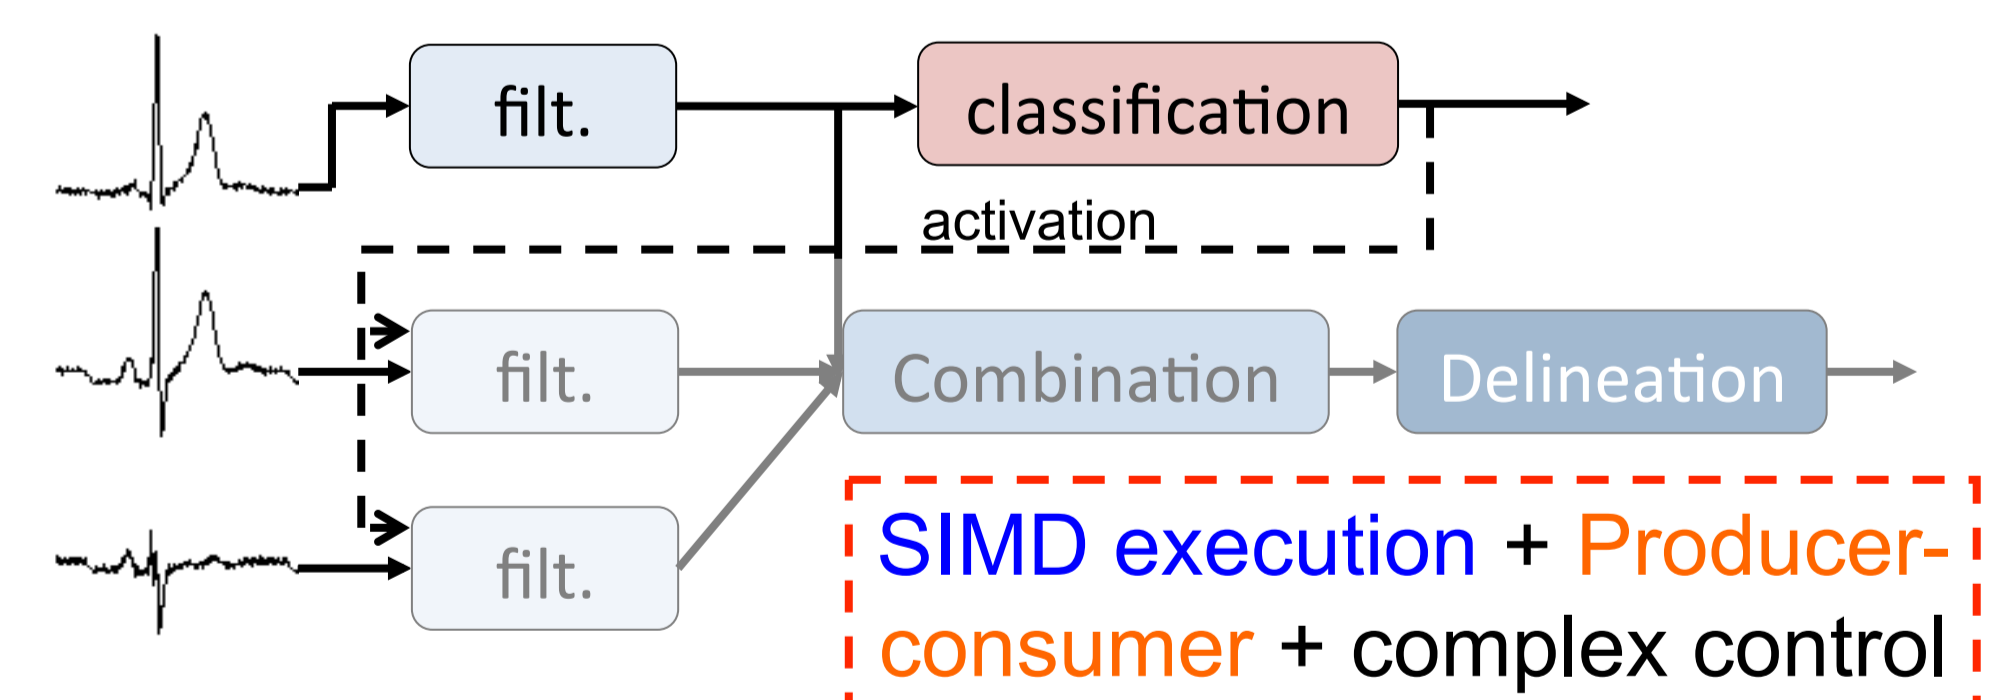 filt.
classification
activation
filt.
Combination
Delineation
filt.
SIMD execution + Producer-
consumer + complex control